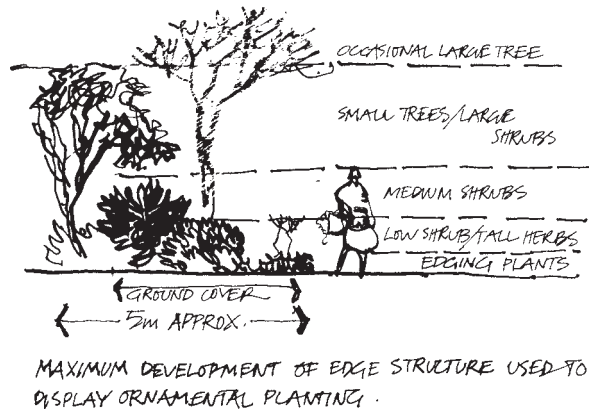 OCCASIONAL LARGE TREE
SMALL TREES/LARGE
SHRUBS
MEDIUM SHRUBS
LOW SHRUB/TALL HERBS
EDGING PLANTS
GROUND COVER
5m APPROX.
MAXIMUM DEVELOPMENT OF EDGE STRUCTURE USED TO
DISPLAY ORNAMENTAL PLANTING.